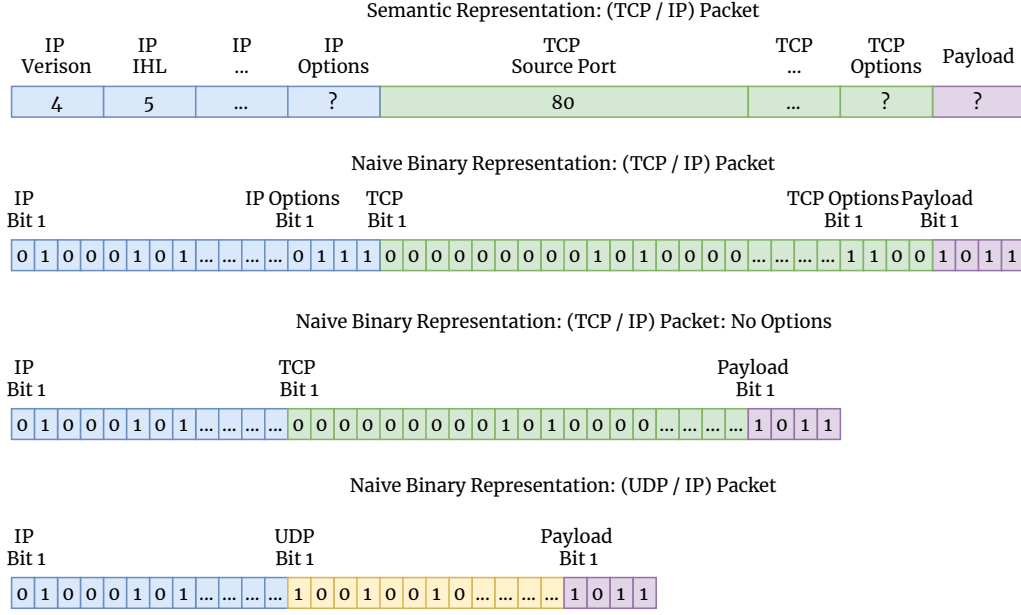 Semantic Representation: (TCP / IP) Packet
IP Verison IP IHL IP ... IP Options TCP Source Port TCP ... TCP Options Payload
4 5 ... ? 80 ... ? ?
Naive Binary Representation: (TCP / IP) Packet
IP Bit 1 IP Options Bit 1 TCP Bit 1 TCP Options Bit 1 Payload Bit 1
0 1 0 0 0 1 0 1 ... ... ... ... 0 1 1 1 0 0 0 0 0 0 0 0 0 1 0 1 0 0 0 0 ... ... ... ... 1 1 0 0 1 0 1 1
Naive Binary Representation: (TCP / IP) Packet: No Options
IP Bit 1 TCP Bit 1 Payload Bit 1
0 1 0 0 0 1 0 1 ... ... ... ... 0 0 0 0 0 0 0 0 0 1 0 1 0 0 0 0 ... ... ... ... 1 0 1 1
Naive Binary Representation: (UDP / IP) Packet
IP Bit 1 UDP Bit 1 Payload Bit 1
0 1 0 0 0 1 0 1 ... ... ... ... 1 0 0 1 0 0 1 0 ... ... ... ... 1 0 1 1